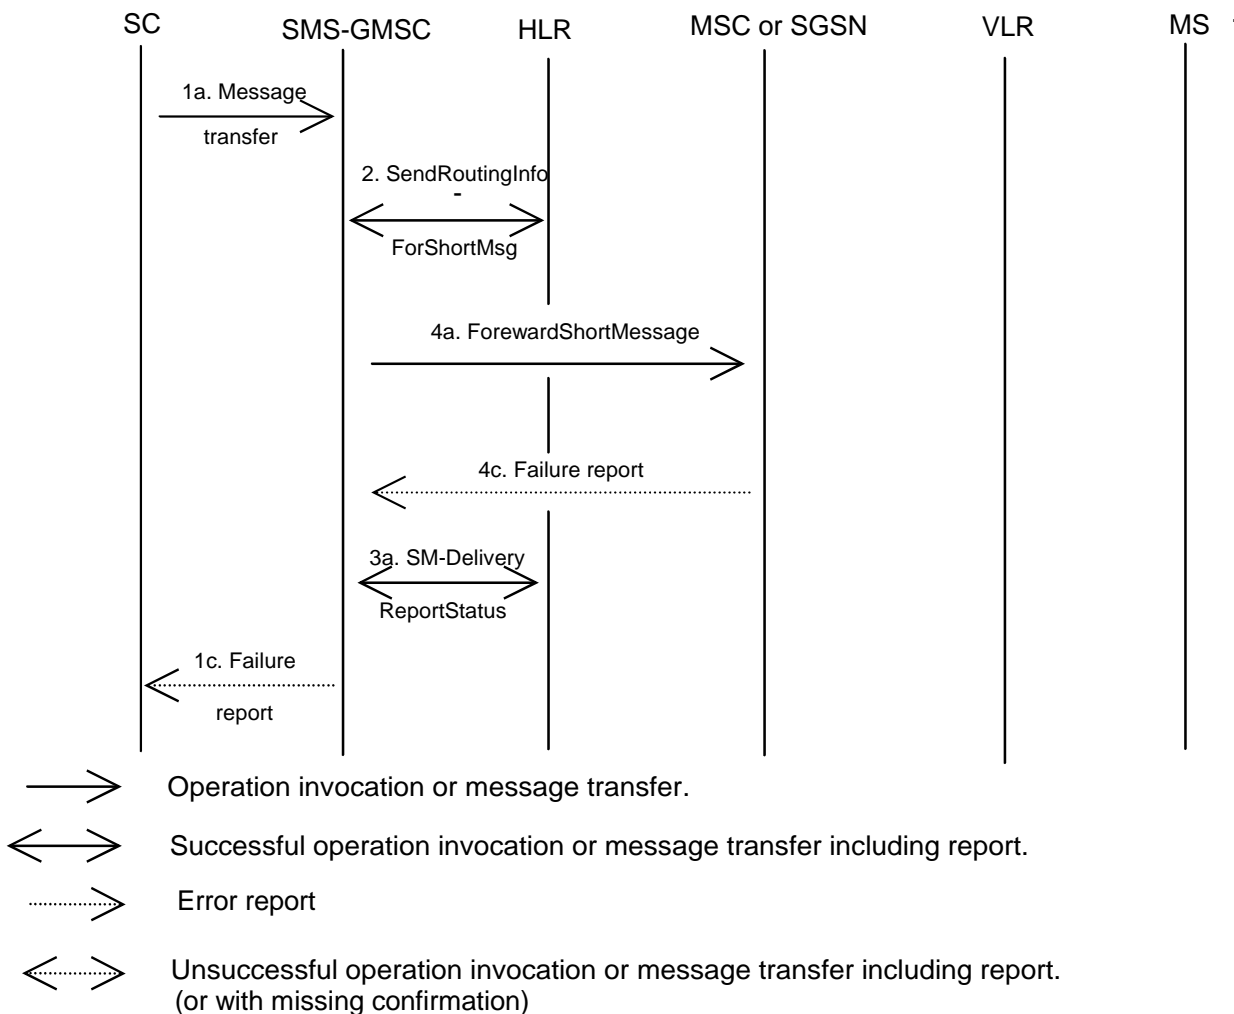 SC SMS-GMSC HLR MSC or SGSN VLR MS
1a. Message
transfer
2. SendRoutingInfo
-
ForShortMsg
4a. ForewardShortMessage
4c. Failure report
3a. SM-Delivery
ReportStatus
1c. Failure
report
Operation invocation or message transfer.
Successful operation invocation or message transfer including report.
Error report
Unsuccessful operation invocation or message transfer including report.
(or with missing confirmation)